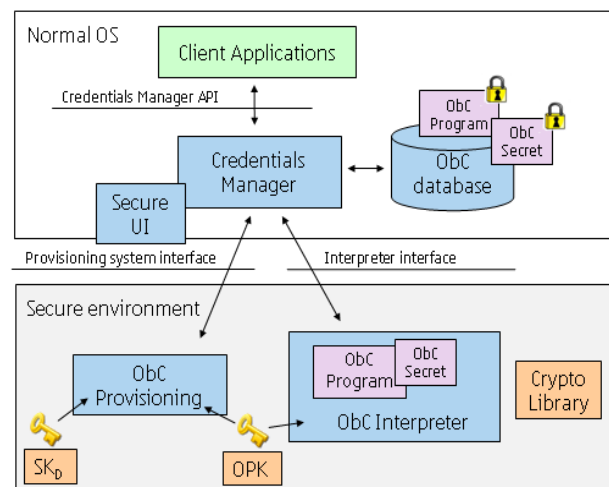 Normal OS
Client Applications
Credentials Manager API
ObC
Program
ObC
Secret
Credentials
Manager
ObC
database
Secure
UI
Provisioning system interface
Interpreter interface
Secure environment
ObC
Provisioning
ObC
Program
ObC
Secret
Crypto
Library
ObC Interpreter
SKD
OPK